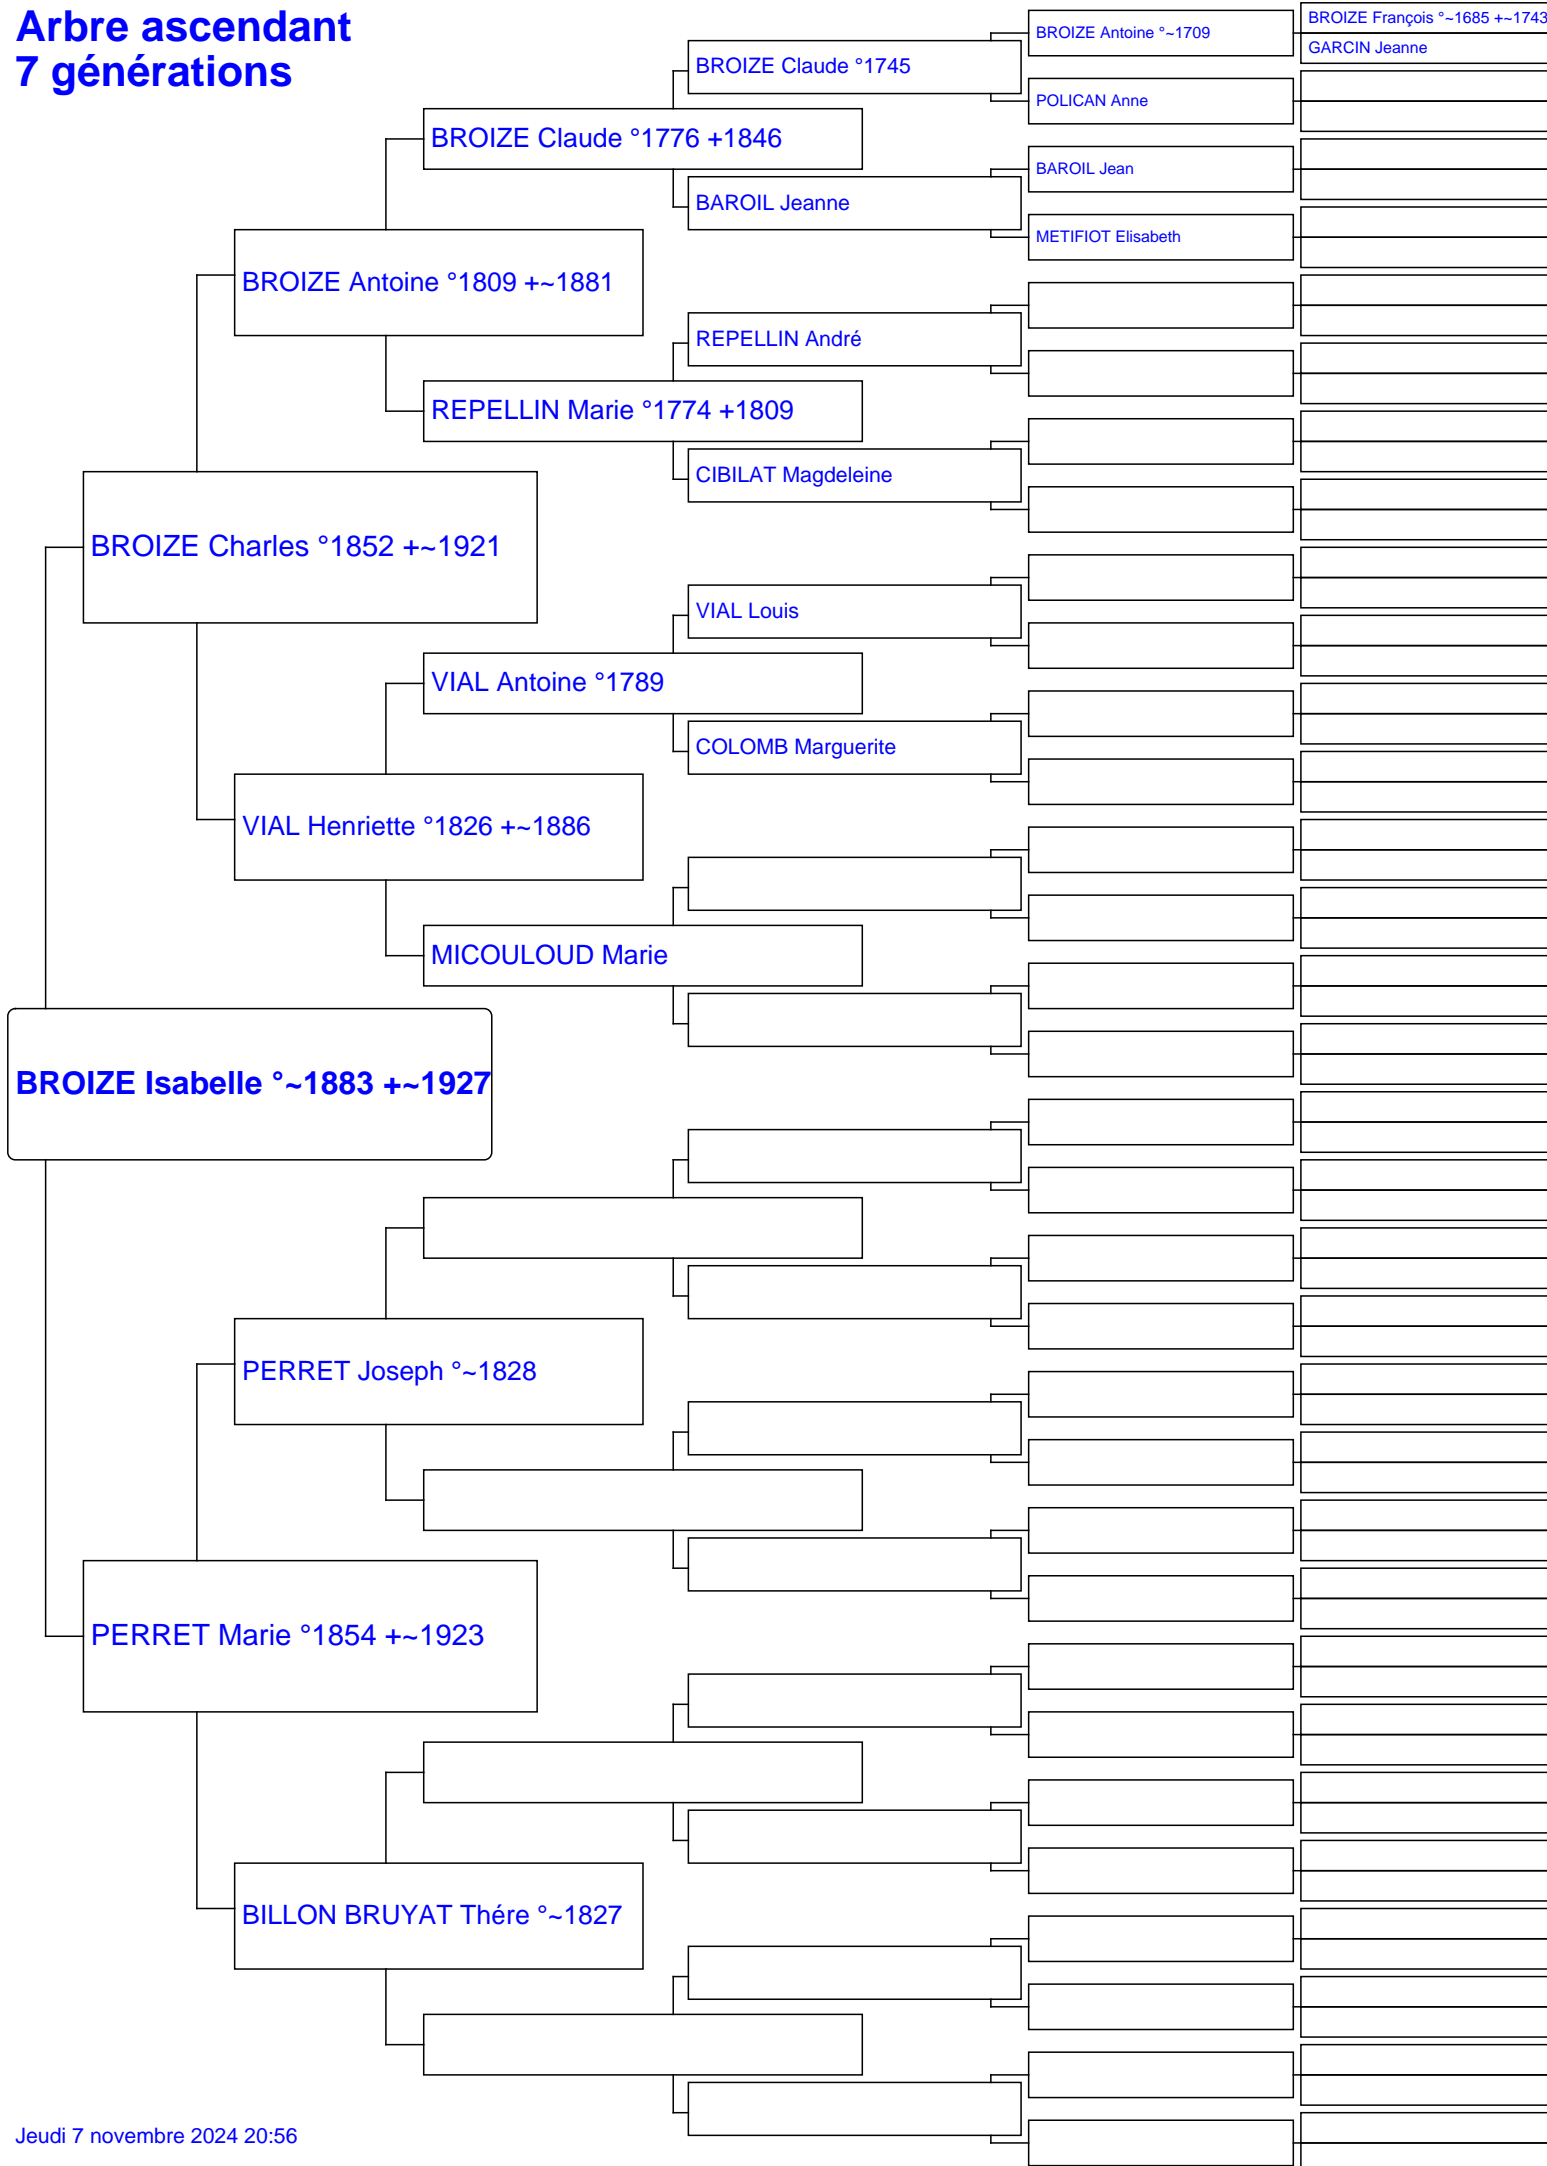 Arbre ascendant
7 générations
BROIZE François °~1685 +~1743
GARCIN Jeanne
BROIZE Antoine °~1709
BROIZE Claude °1745
POLICAN Anne
BROIZE Claude °1776 +1846
BAROIL Jean
BAROIL Jeanne
METIFIOT Elisabeth
BROIZE Antoine °1809 +~1881
REPELLIN André
REPELLIN Marie °1774 +1809
CIBILAT Magdeleine
BROIZE Charles °1852 +~1921
VIAL Louis
VIAL Antoine °1789
COLOMB Marguerite
VIAL Henriette °1826 +~1886
MICOULOUD Marie
BROIZE Isabelle °~1883 +~1927
PERRET Joseph °~1828
PERRET Marie °1854 +~1923
BILLON BRUYAT Thére °~1827
Jeudi 7 novembre 2024 20:56